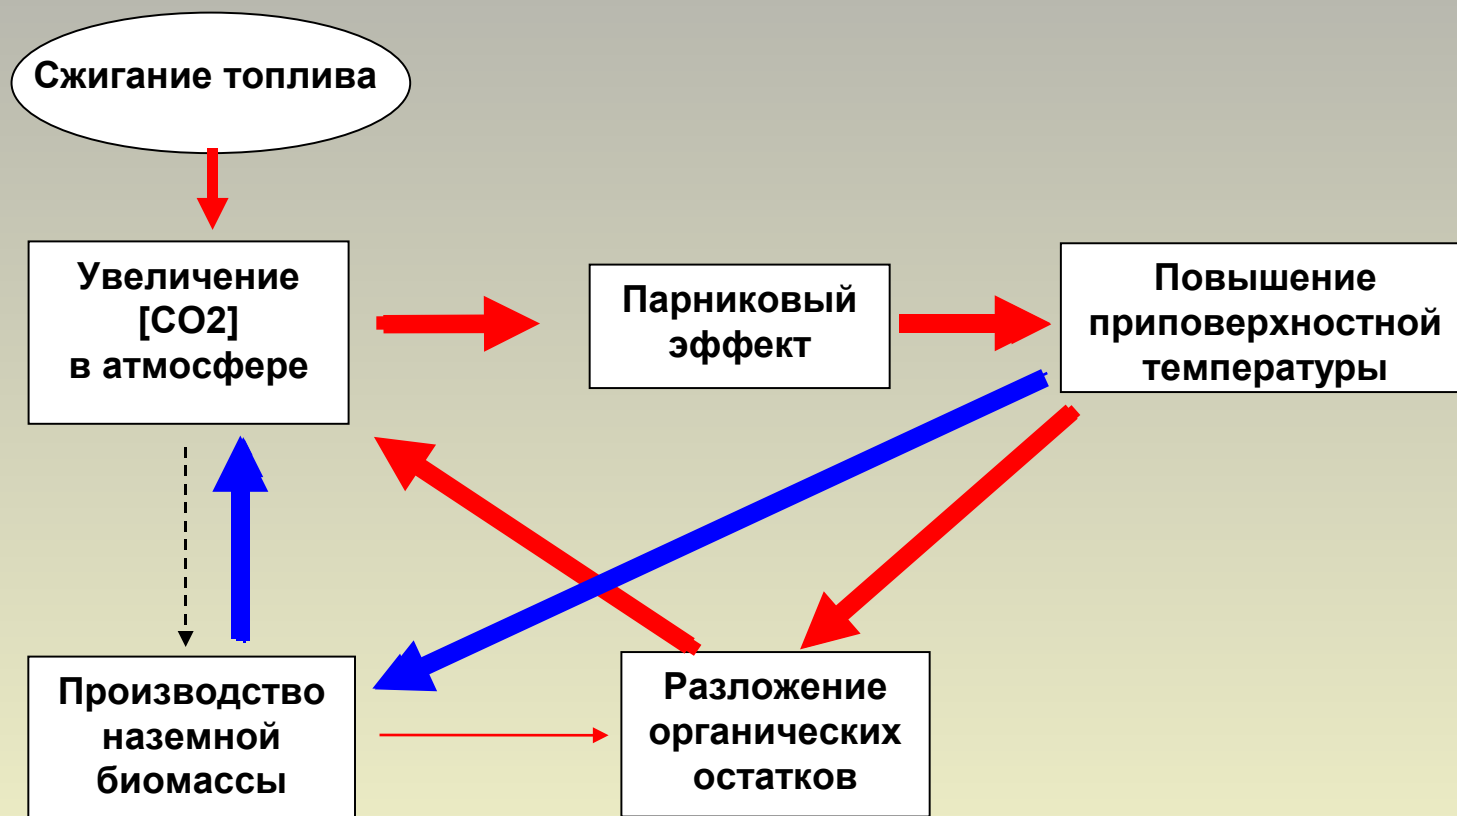 Сжигание топлива
Увеличение
[CO2]
в атмосфере
Парниковый
эффект
Повышение
приповерхностной
температуры
Производство
наземной
биомассы
Разложение
органических
остатков